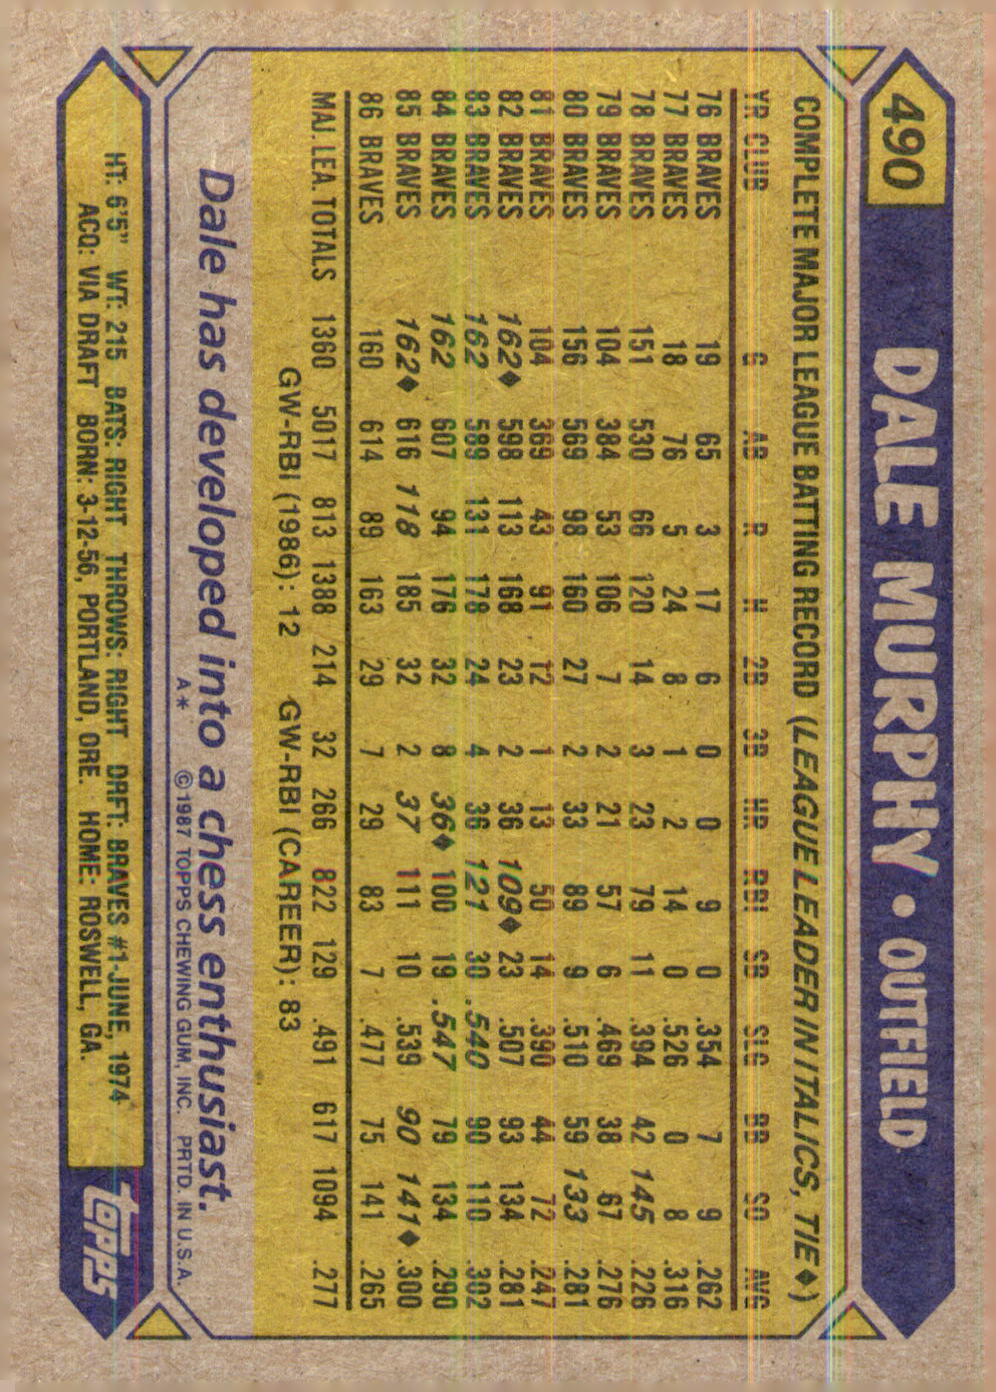 490
DALE MURPHY • OUTFIELD
COMPLETE MAJOR LEAGUE BATTING RECORD (LEAGUE LEADER IN ITALICS, TIE♦)
YR CLUB G AB R H 2B 3B HR RBI SB SLG BB SO AVG
76 BRAVES 19 65 3 17 6 0 0 9 0 .354 7 9 .262
77 BRAVES 18 76 5 24 8 1 2 14 0 .526 0 8 .316
78 BRAVES 151 530 66 120 14 3 23 79 11 .394 42 145 .226
79 BRAVES 104 384 53 106 7 2 21 57 6 .469 38 67 .276
80 BRAVES 156 569 98 160 27 2 33 89 9 .510 59 133 .281
81 BRAVES 104 369 43 91 12 1 13 50 14 .390 44 72 .247
82 BRAVES 162♦ 598 113 168 23 2 36 109♦ 23 .507 93 134 .281
83 BRAVES 162 589 131 178 24 4 36 121 30 .540 90 110 .302
84 BRAVES 162 607 94 176 32 8 36♦ 100 19 .547 79 134 .290
85 BRAVES 162♦ 616 118 185 32 2 37 111 10 .539 90 141♦ .300
86 BRAVES 160 614 89 163 29 7 29 83 7 .477 75 141 .265
MAJ. LEA. TOTALS 1360 5017 813 1388 214 32 266 822 129 .491 617 1094 .277
GW-RBI (1986): 12 GW-RBI (CAREER): 83
Dale has developed into a chess enthusiast.
A* ©1987 TOPPS CHEWING GUM, INC. PRTD. IN U.S.A.
HT: 6'5" WT: 215 BATS: RIGHT THROWS: RIGHT DRFT: BRAVES #1-JUNE, 1974
ACQ: VIA DRAFT BORN: 3-12-56, PORTLAND, ORE. HOME: ROSWELL, GA.
TOPPS